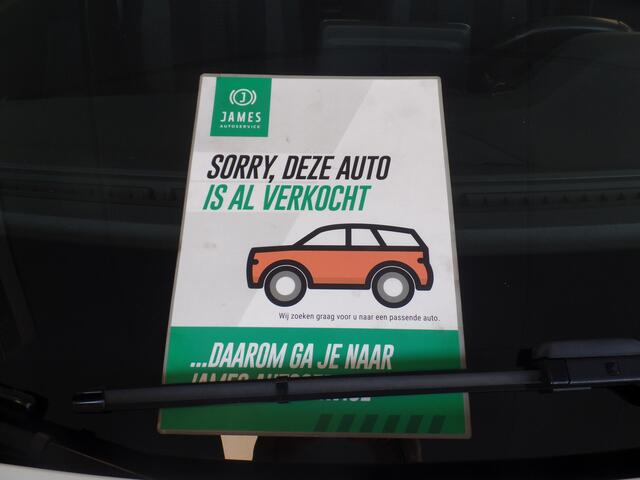 J
JAMES
AUTOSERVICE
SORRY, DEZE AUTO
IS AL VERKOCHT
Wij zoeken graag voor u naar een passende auto.
...DAAROM GA JE NAAR
JAMES